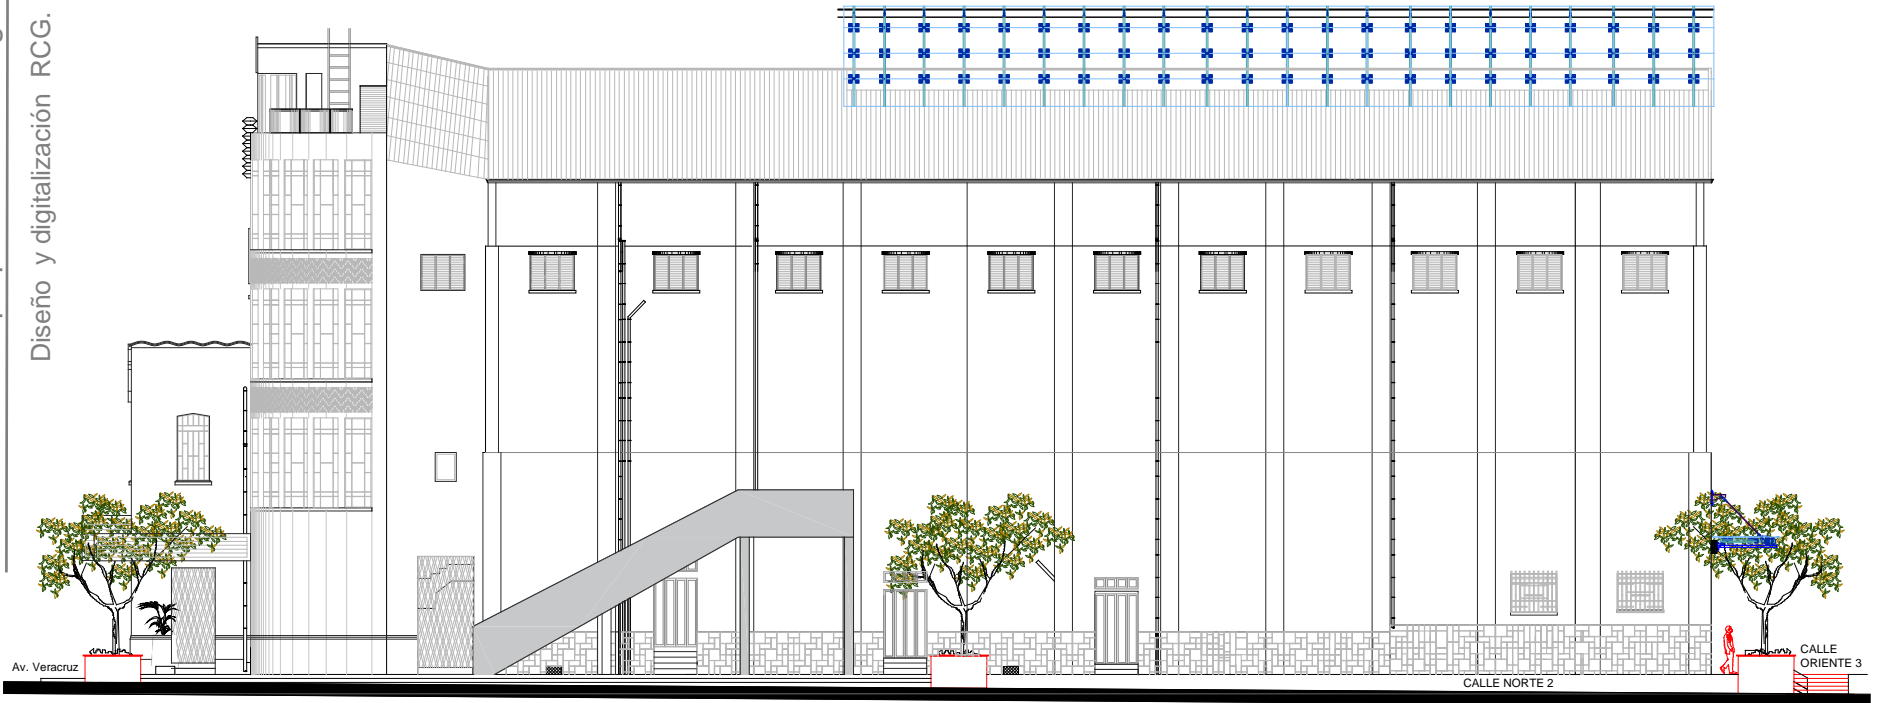 Diseño y digitalización RCG.
Av. Veracruz
CALLE NORTE 2
CALLE
ORIENTE 3